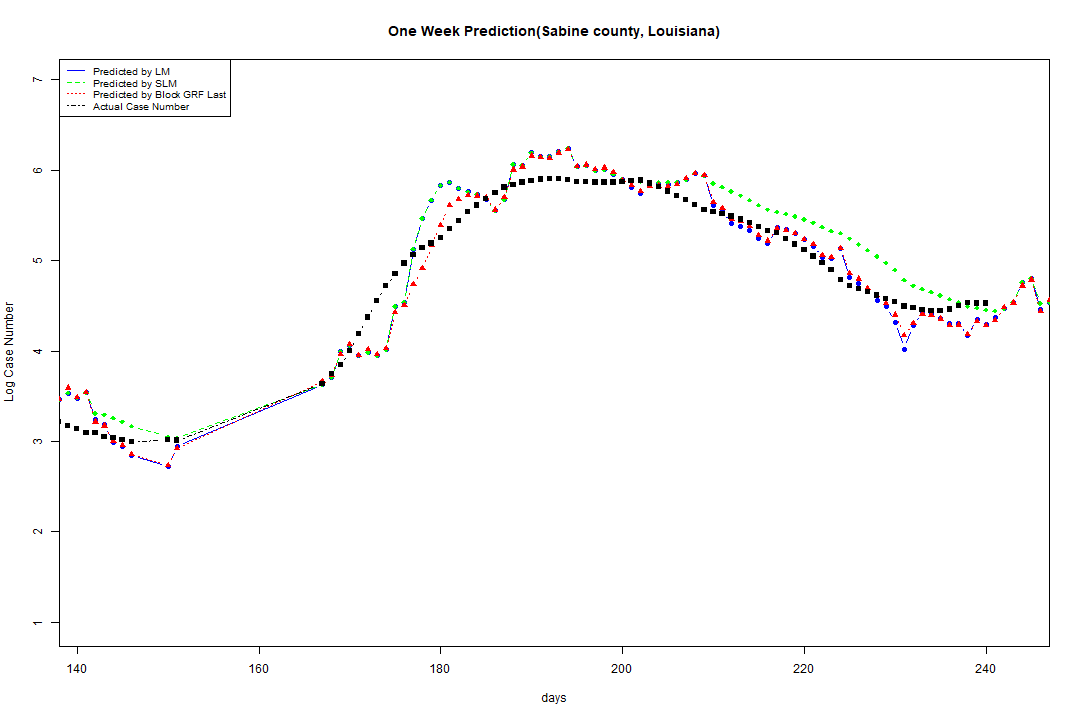 One Week Prediction(Sabine county, Louisiana)
Predicted by LM
Predicted by SLM
Predicted by Block GRF Last
Actual Case Number
7
6
5
4
3
2
1
Log Case Number
140 160 180 200 220 240
days